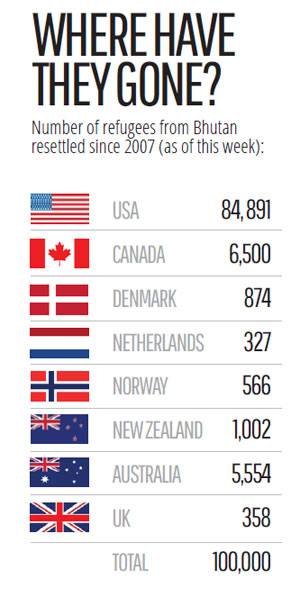 WHERE HAVE
THEY GONE?
Number of refugees from Bhutan
resettled since 2007 (as of this week):
USA 84,891
CANADA 6,500
DENMARK 874
NETHERLANDS 327
NORWAY 566
NEW ZEALAND 1,002
AUSTRALIA 5,554
UK 358
TOTAL 100,000